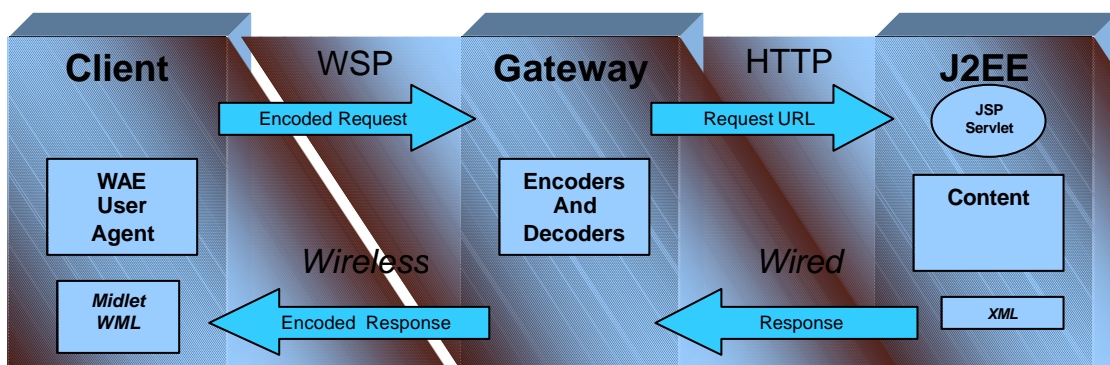 Client
WSP
Gateway
HTTP
J2EE
Encoded Request
Request URL
JSP
Servlet
WAE
User
Agent
Encoders
And
Decoders
Content
Wireless
Wired
Midlet
WML
Encoded Response
Response
XML